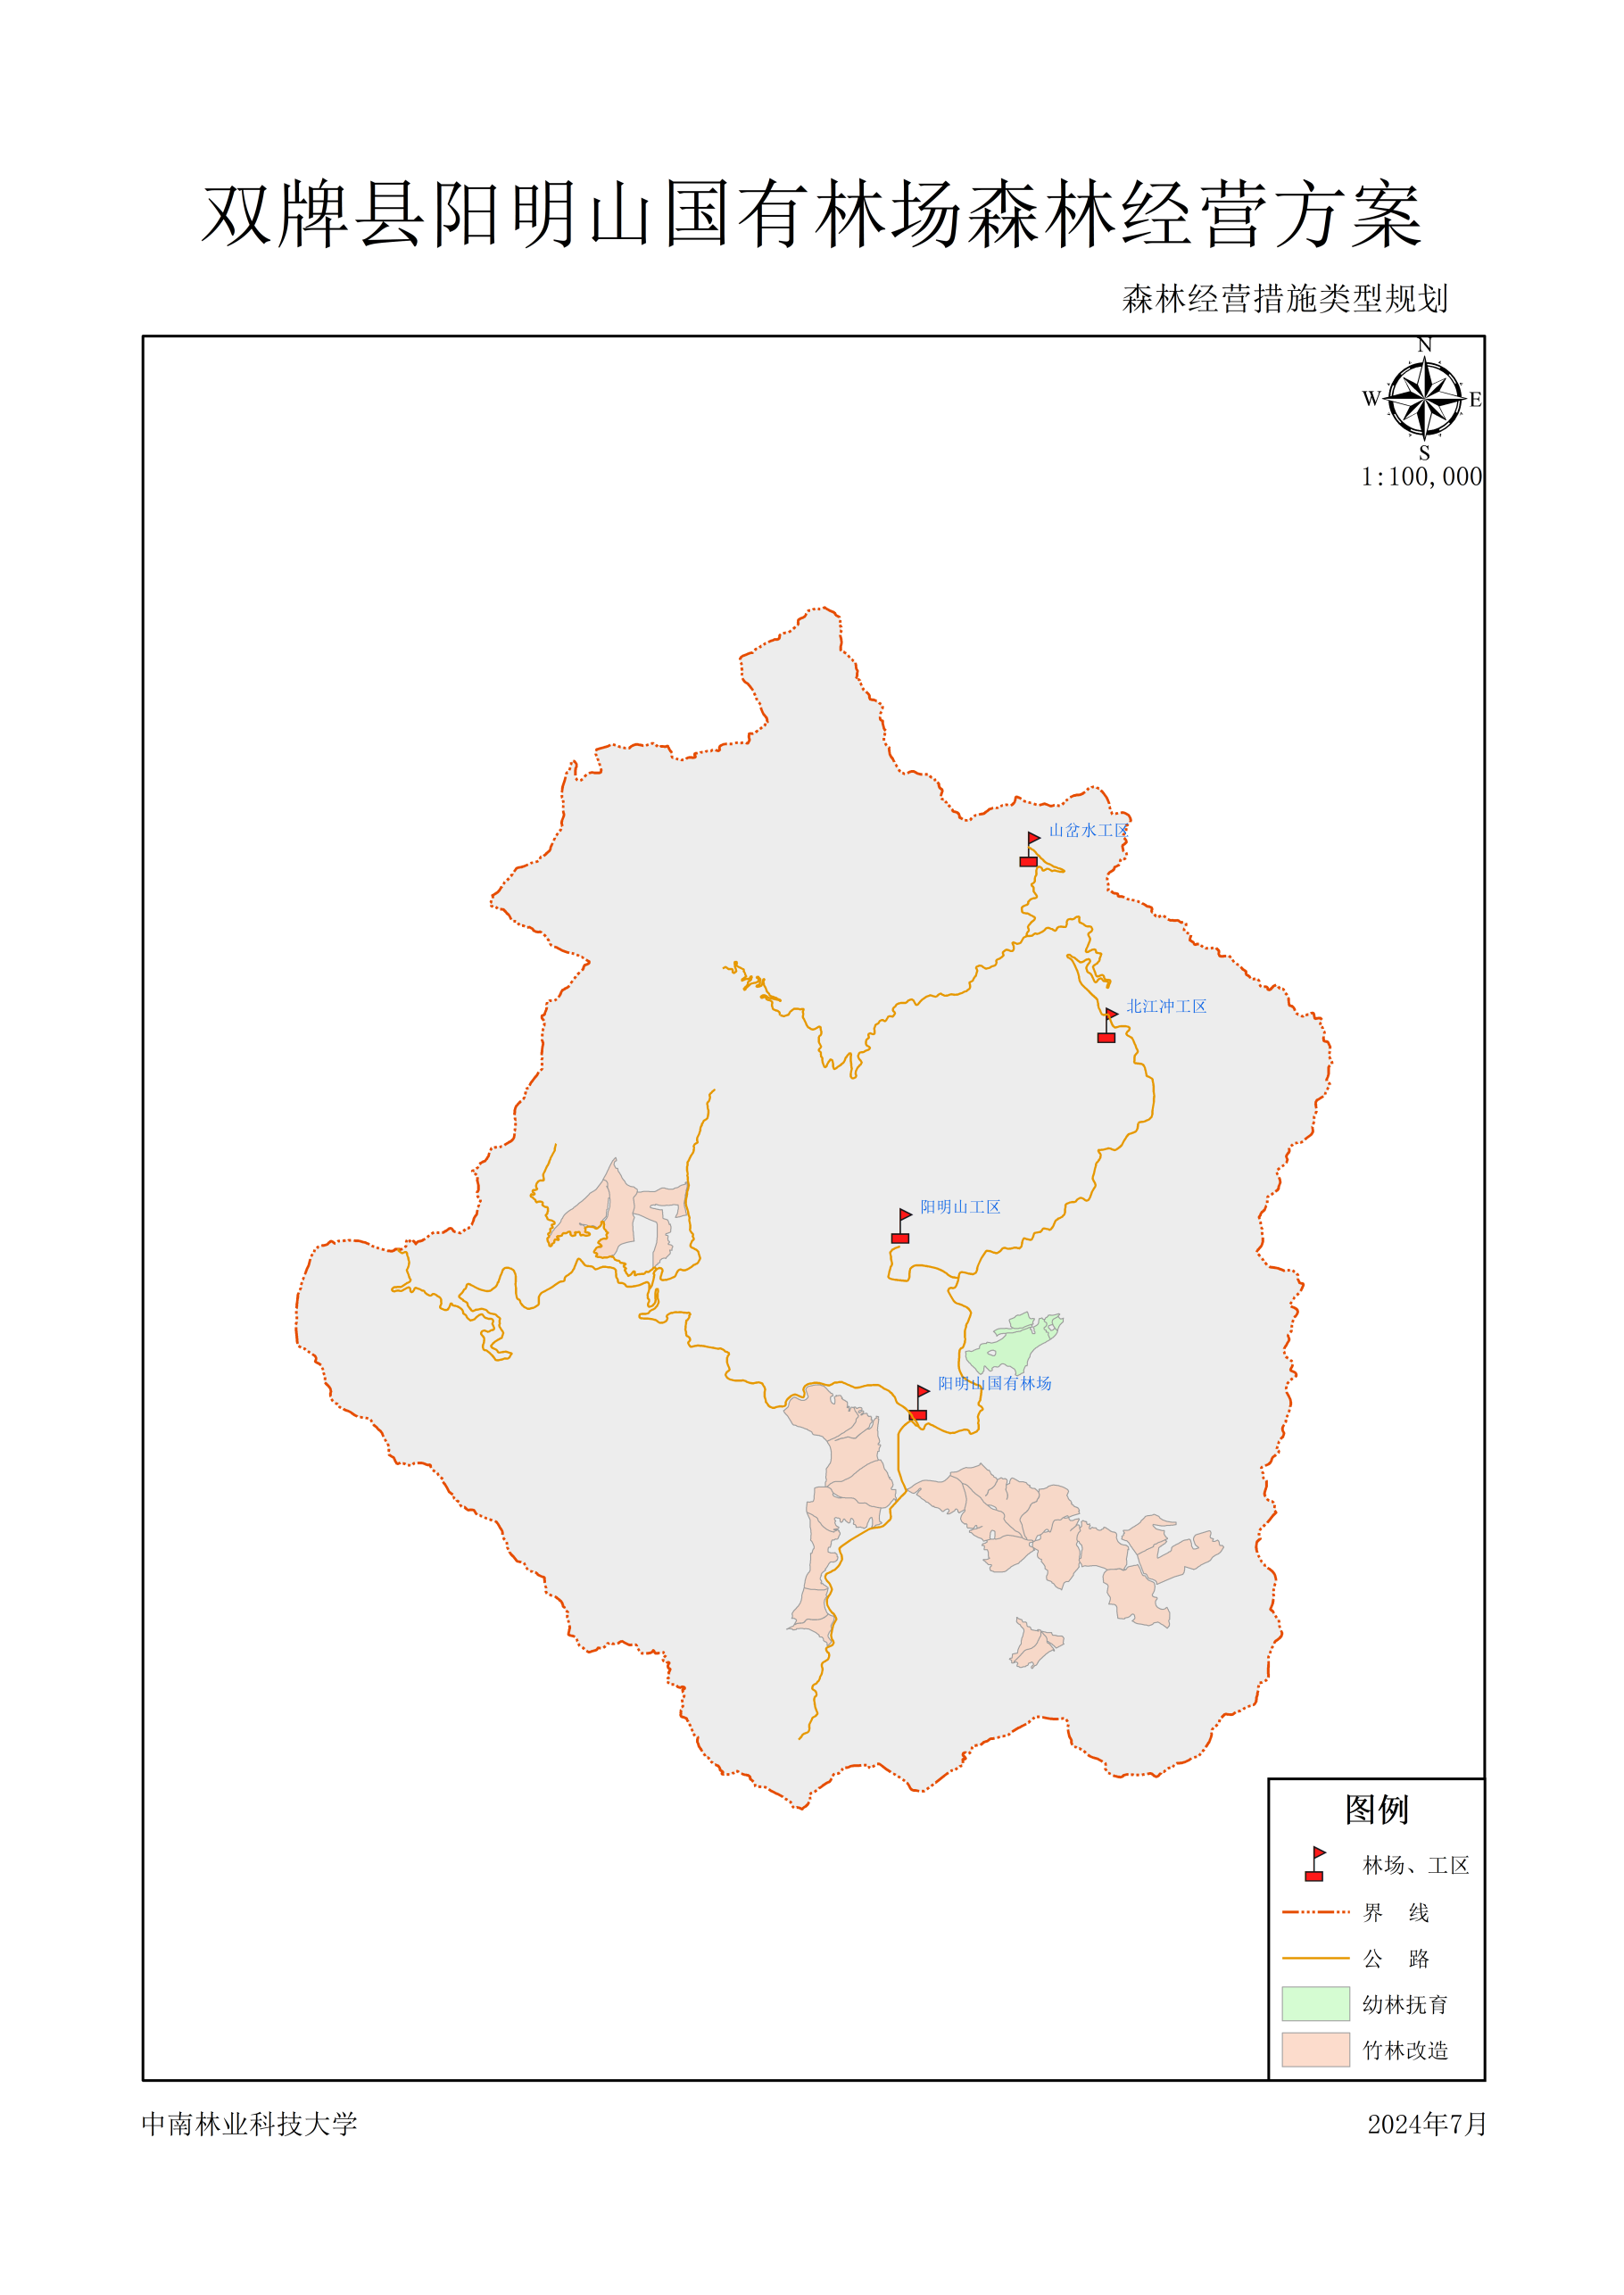 双牌县阳明山国有林场森林经营方案
森林经营措施类型规划
N
W E
S
1:100,000
山岔水工区
北江冲工区
阳明山工区
阳明山国有林场
图例
林场、工区
界 线
公 路
幼林抚育
竹林改造
中南林业科技大学
2024年7月